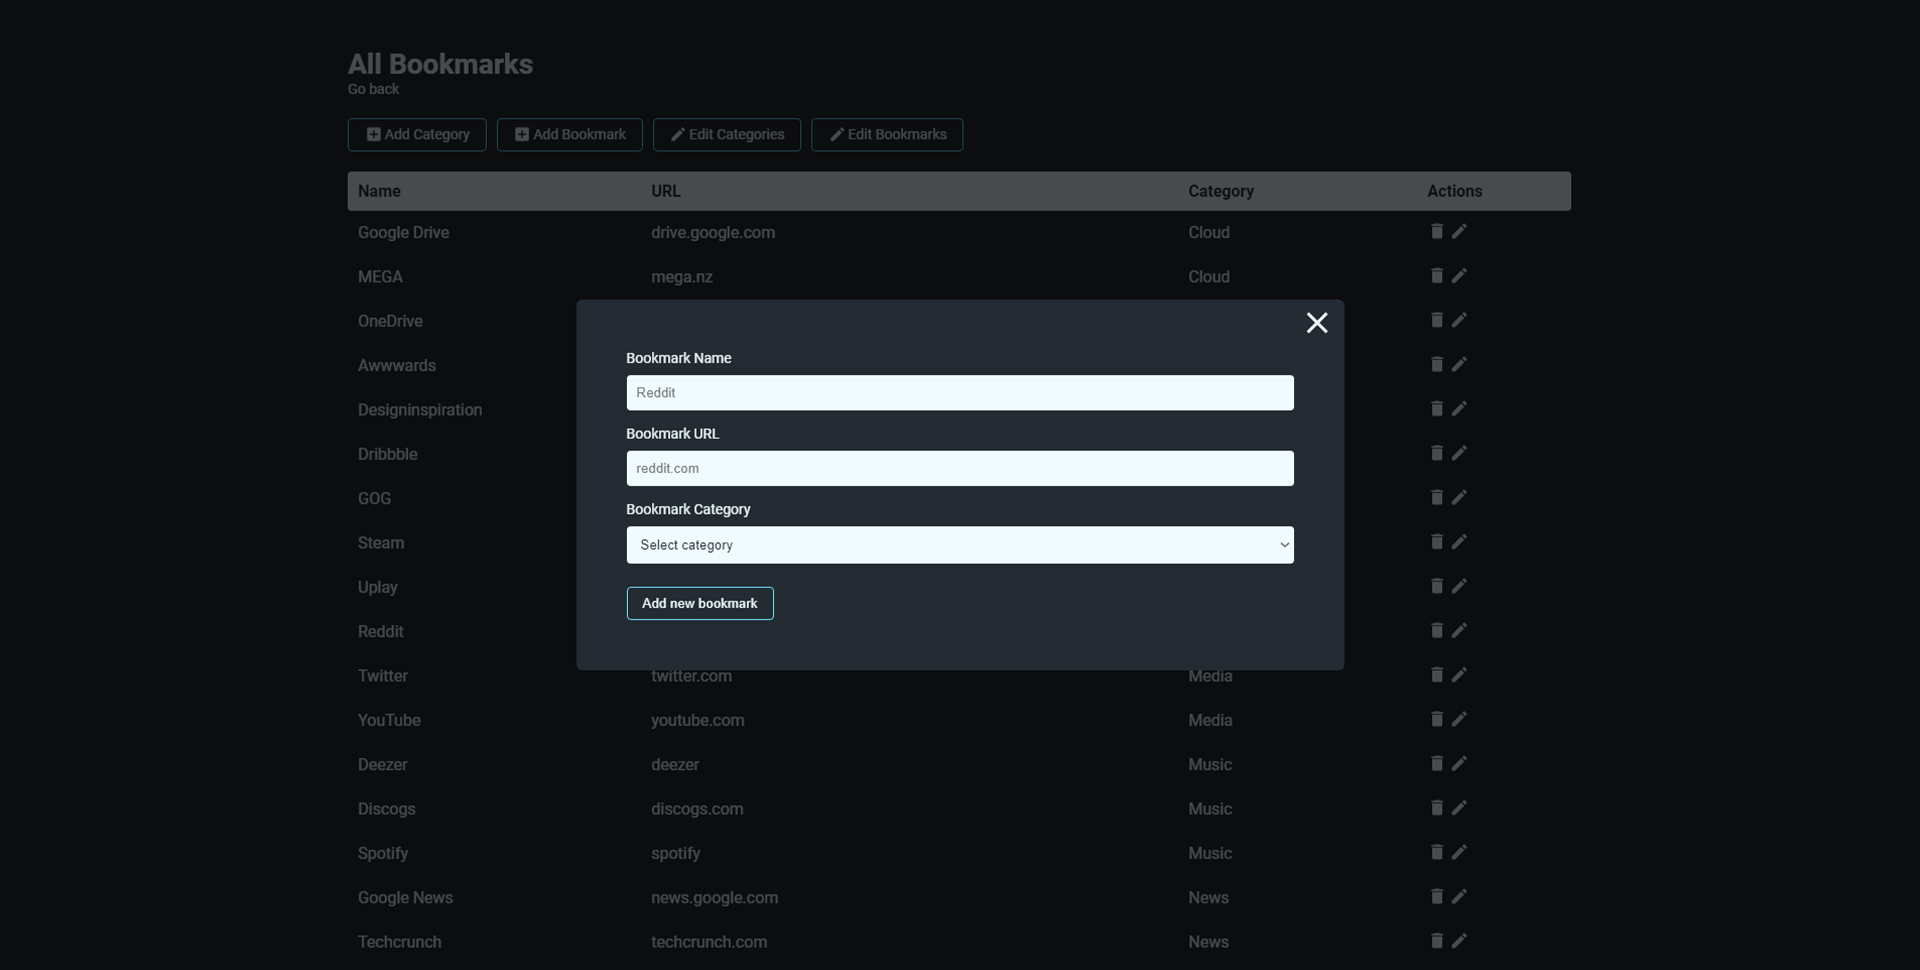 All Bookmarks
Go back
Add Category Add Bookmark Edit Categories Edit Bookmarks
Name URL Category Actions
Google Drive drive.google.com Cloud
MEGA mega.nz Cloud
OneDrive
Awwwards
Designinspiration
Dribbble
GOG
Steam
Uplay
Reddit
Bookmark Name
Reddit
Bookmark URL
reddit.com
Bookmark Category
Select category
Add new bookmark
Twitter twitter.com Media
YouTube youtube.com Media
Deezer deezer Music
Discogs discogs.com Music
Spotify spotify Music
Google News news.google.com News
Techcrunch techcrunch.com News